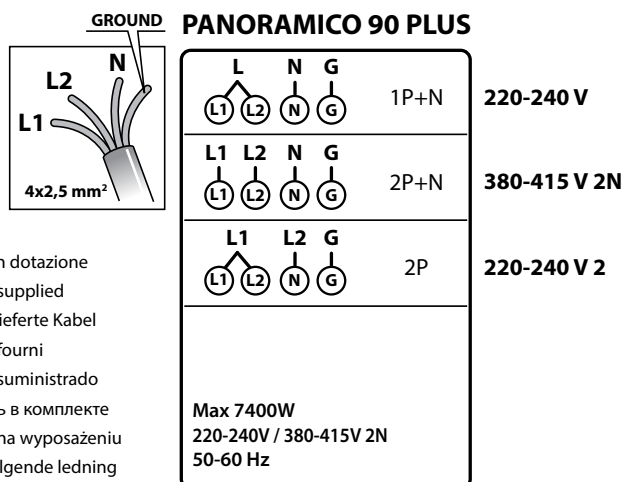 GROUND PANORAMICO 90 PLUS
L1 L2 N
4x2,5 mm²
L N G
L1 L2 N G
1P+N 220-240 V
L1 L2 N G
L1 L2 N G
2P+N 380-415 V 2N
L1 L2 G
L1 L2 N G
2P 220-240 V 2
dotazione
supplied
ieferte Kabel
fourni
suministrado
в комплекте
na wyposażeniu
lgende ledning
Max 7400W
220-240V / 380-415V 2N
50-60 Hz